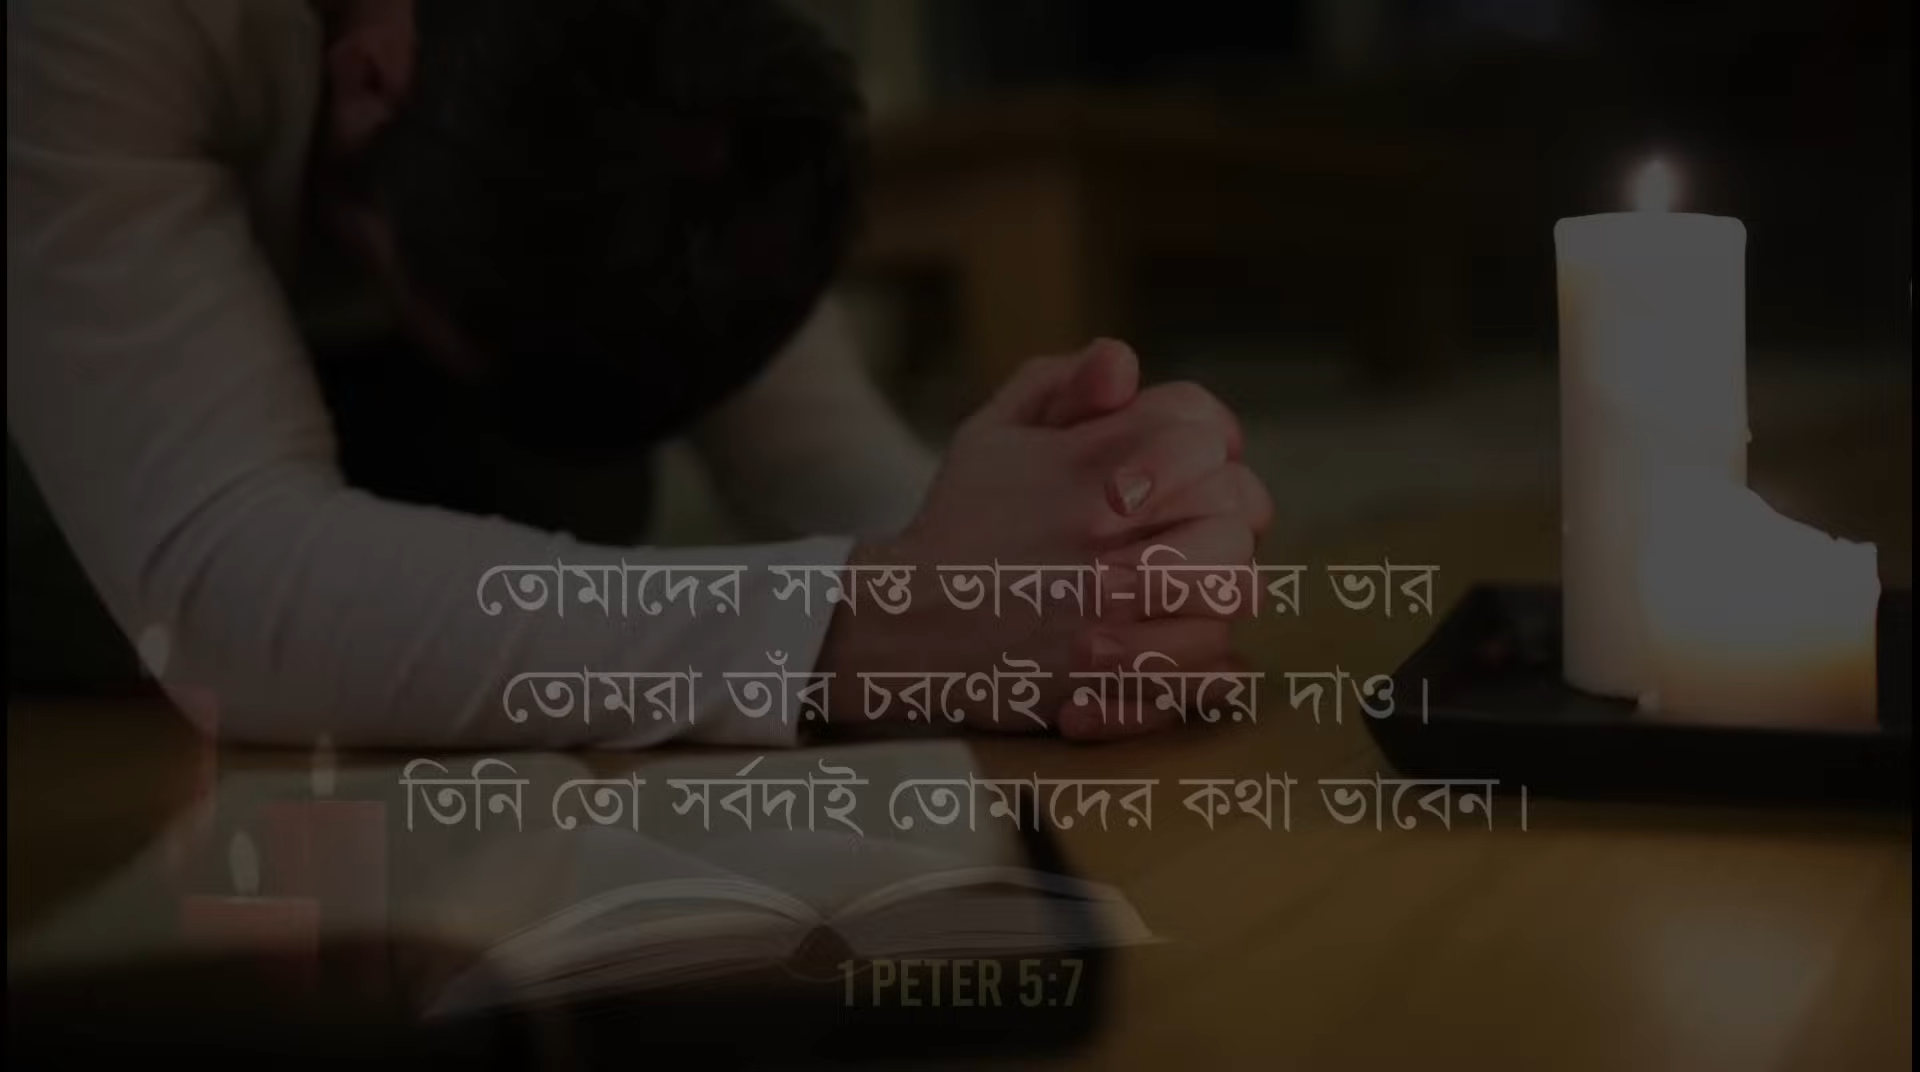 তোমাদের সমস্ত ভাবনা-চিন্তার ভার
তোমরা তাঁর চরণেই নামিয়ে দাও।
তিনি তো সর্বদাই তোমাদের কথা ভাবেন।
1 PETER 5:7